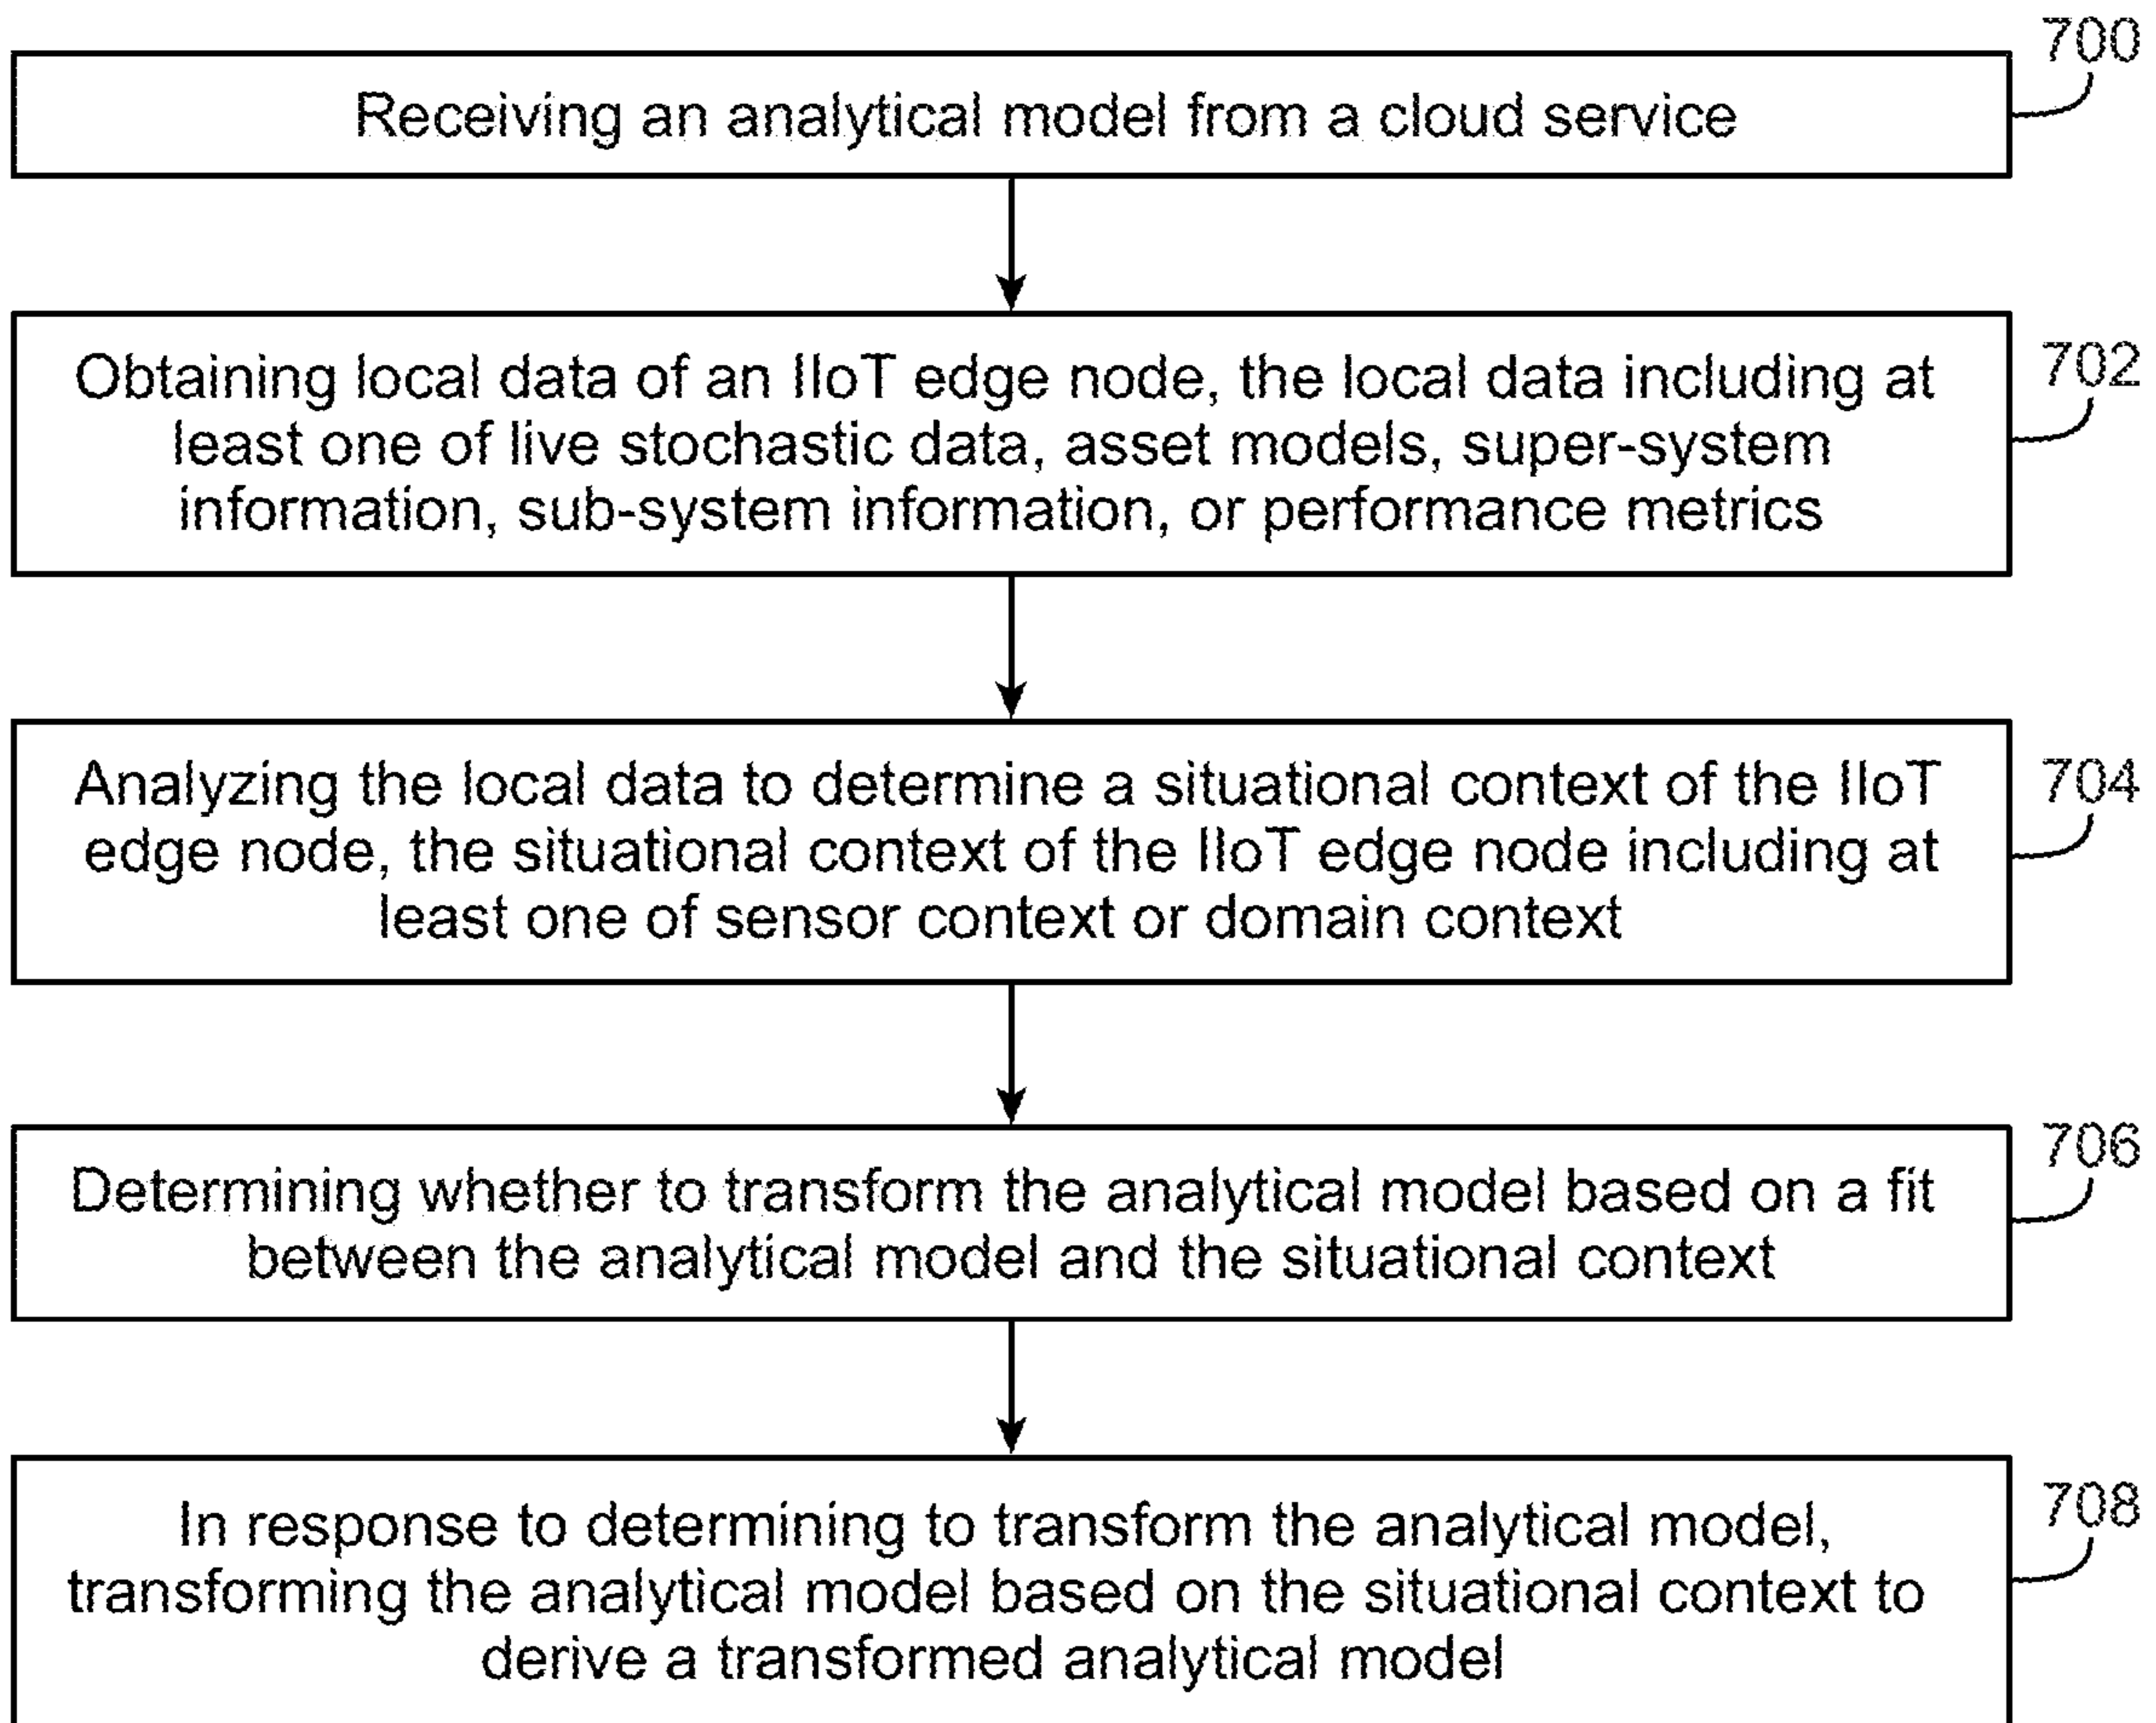 700
Receiving an analytical model from a cloud service
702
Obtaining local data of an IIoT edge node, the local data including at
least one of live stochastic data, asset models, super-system
information, sub-system information, or performance metrics
704
Analyzing the local data to determine a situational context of the IIoT
edge node, the situational context of the IIoT edge node including at
least one of sensor context or domain context
706
Determining whether to transform the analytical model based on a fit
between the analytical model and the situational context
708
In response to determining to transform the analytical model,
transforming the analytical model based on the situational context to
derive a transformed analytical model